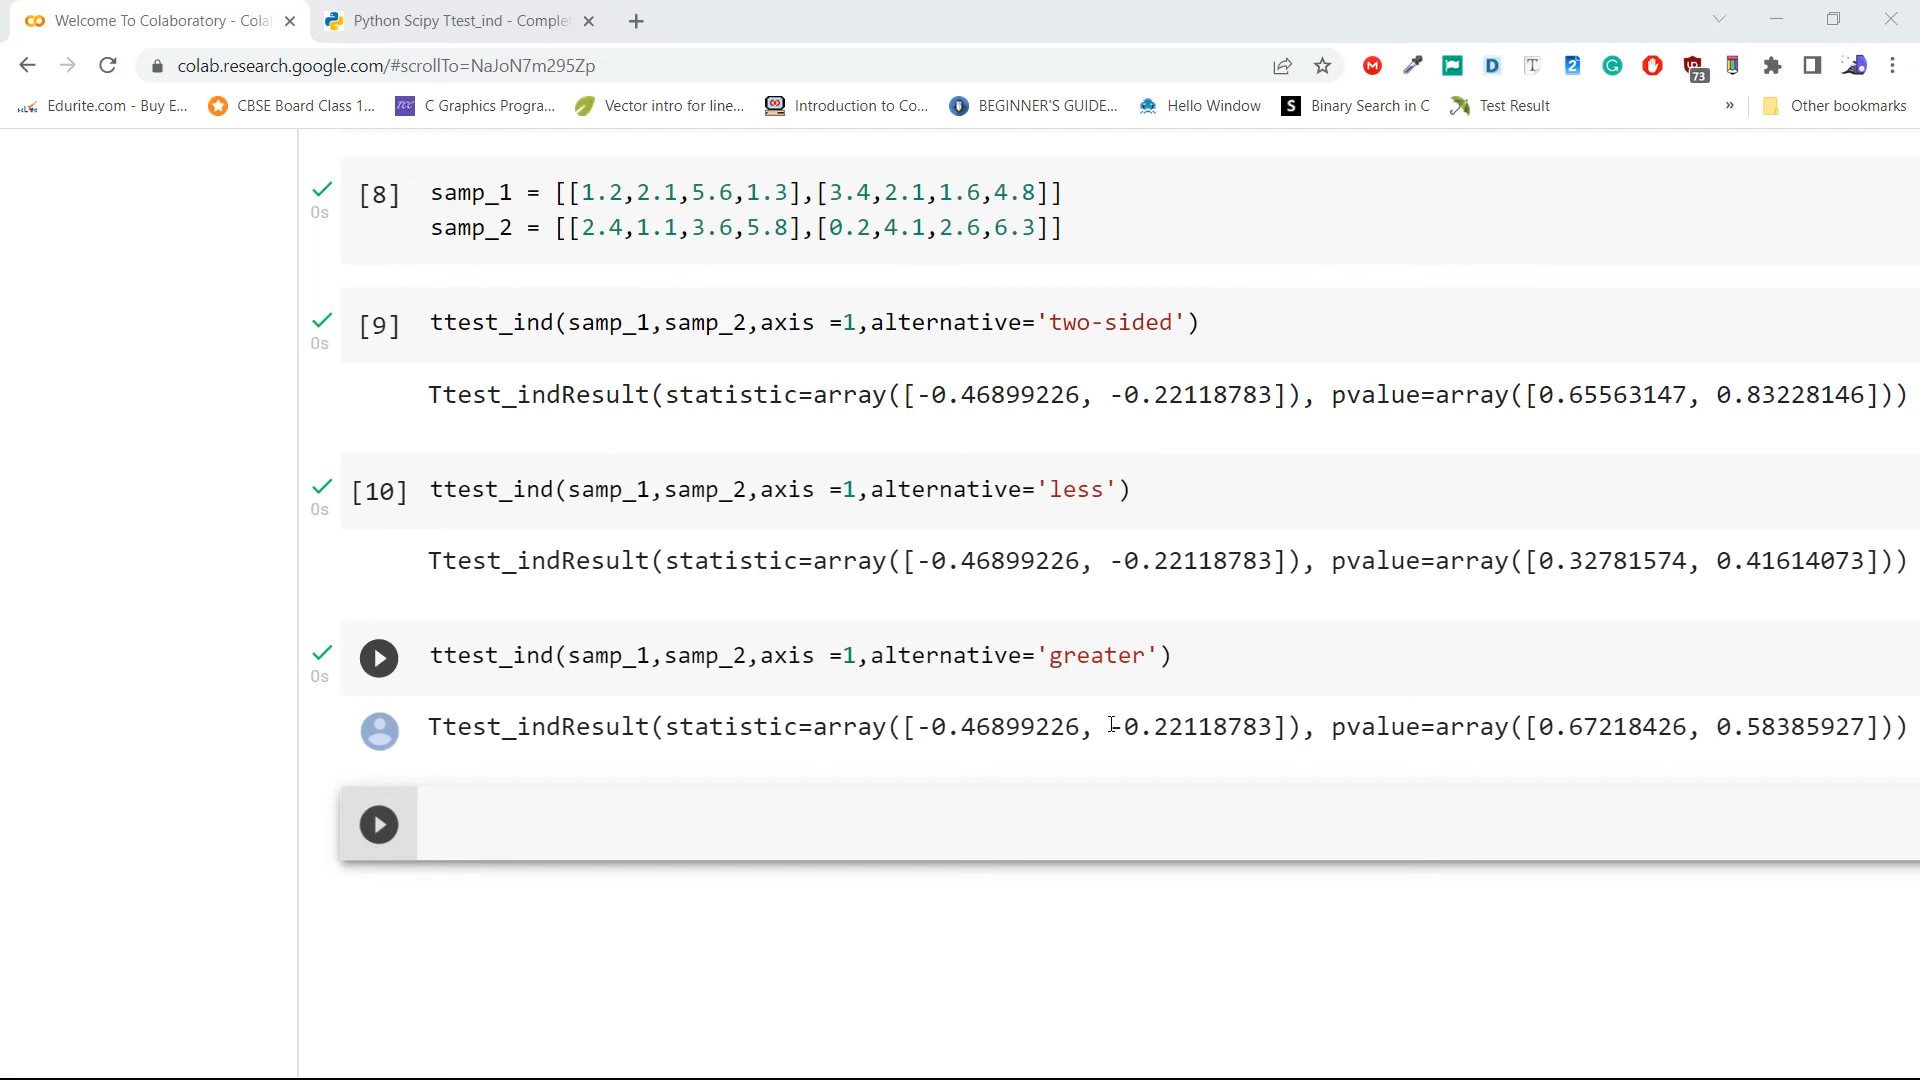 Welcome To Colaboratory - Cola
Python Scipy Ttest_ind - Complet
colab.research.google.com/#scrollTo=NaJoN7m295Zp
73
Edurite.com - Buy E...
CBSE Board Class 1...
C Graphics Progra...
Vector intro for line...
Introduction to Co...
BEGINNER'S GUIDE...
Hello Window
Binary Search in C
Test Result
»
Other bookmarks
[8] samp_1 = [[1.2,2.1,5.6,1.3],[3.4,2.1,1.6,4.8]]
0s samp_2 = [[2.4,1.1,3.6,5.8],[0.2,4.1,2.6,6.3]]
[9] ttest_ind(samp_1,samp_2,axis =1,alternative='two-sided')
0s
Ttest_indResult(statistic=array([-0.46899226, -0.22118783]), pvalue=array([0.65563147, 0.83228146]))
[10] ttest_ind(samp_1,samp_2,axis =1,alternative='less')
0s
Ttest_indResult(statistic=array([-0.46899226, -0.22118783]), pvalue=array([0.32781574, 0.41614073]))
ttest_ind(samp_1,samp_2,axis =1,alternative='greater')
0s
Ttest_indResult(statistic=array([-0.46899226, -0.22118783]), pvalue=array([0.67218426, 0.58385927]))